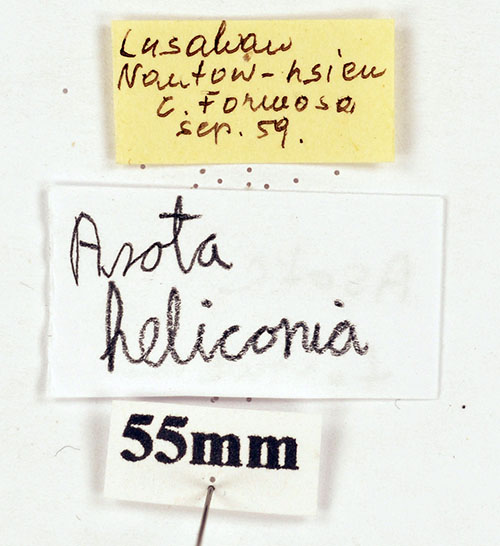 Lusahan
Nantow-hsien
C. Formosa
sep. 59.
Asota
heliconia
55mm